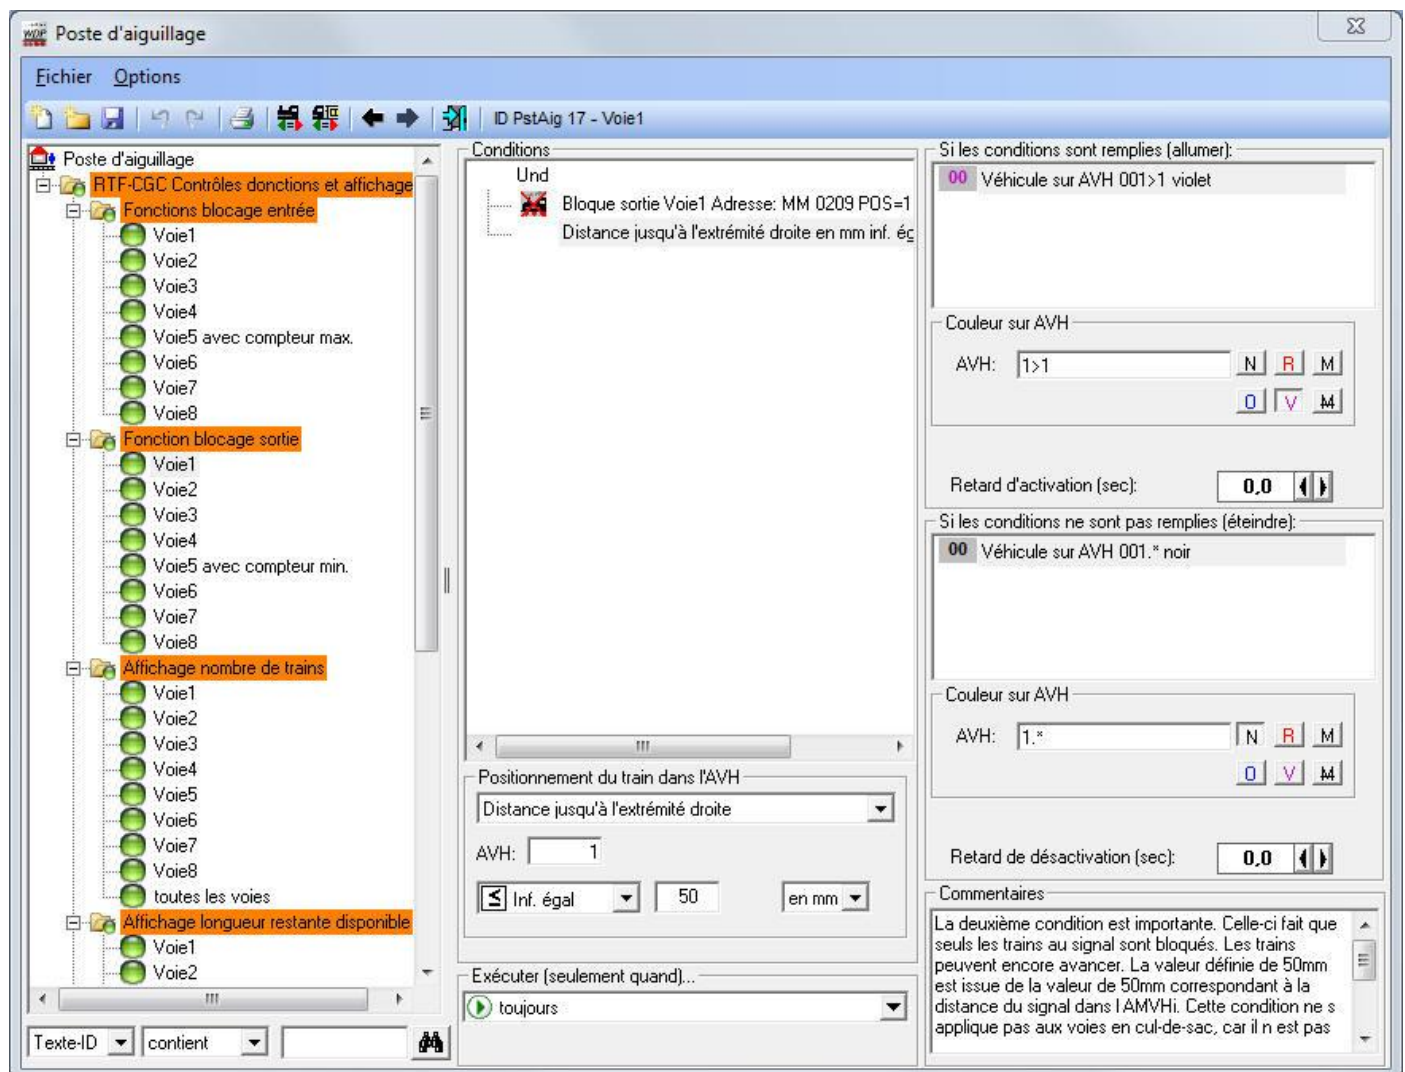 Poste d'aiguillage
Fichier Options
ID PstAig 17 - Voie1
Poste d'aiguillage
RTF-CGC Contrôles donctions et affichage
Fonctions blocage entrée
Voie1
Voie2
Voie3
Voie4
Voie5 avec compteur max.
Voie6
Voie7
Voie8
Fonction blocage sortie
Voie1
Voie2
Voie3
Voie4
Voie5 avec compteur min.
Voie6
Voie7
Voie8
Affichage nombre de trains
Voie1
Voie2
Voie3
Voie4
Voie5
Voie6
Voie7
Voie8
toutes les voies
Affichage longueur restante disponible
Voie1
Voie2
Texte-ID contient
Conditions
Und
Bloque sortie Voie1 Adresse: MM 0209 POS=1
Distance jusqu'à l'extrémité droite en mm inf. ég
Positionnement du train dans l'AVH
Distance jusqu'à l'extrémité droite
AVH: 1
≤ Inf. égal 50 en mm
Exécuter (seulement quand)...
toujours
Si les conditions sont remplies (allumer):
00 Véhicule sur AVH 001>1 violet
Couleur sur AVH
AVH: 1>1 N R M
O V M
Retard d'activation (sec): 0,0
Si les conditions ne sont pas remplies (éteindre):
00 Véhicule sur AVH 001.* noir
Couleur sur AVH
AVH: 1.* N R M
O V M
Retard de désactivation (sec): 0,0
Commentaires
La deuxième condition est importante. Celle-ci fait que
seuls les trains au signal sont bloqués. Les trains
peuvent encore avancer. La valeur définie de 50mm
est issue de la valeur de 50mm correspondant à la
distance du signal dans l AMVHi. Cette condition ne s
applique pas aux voies en cul-de-sac, car il n est pas